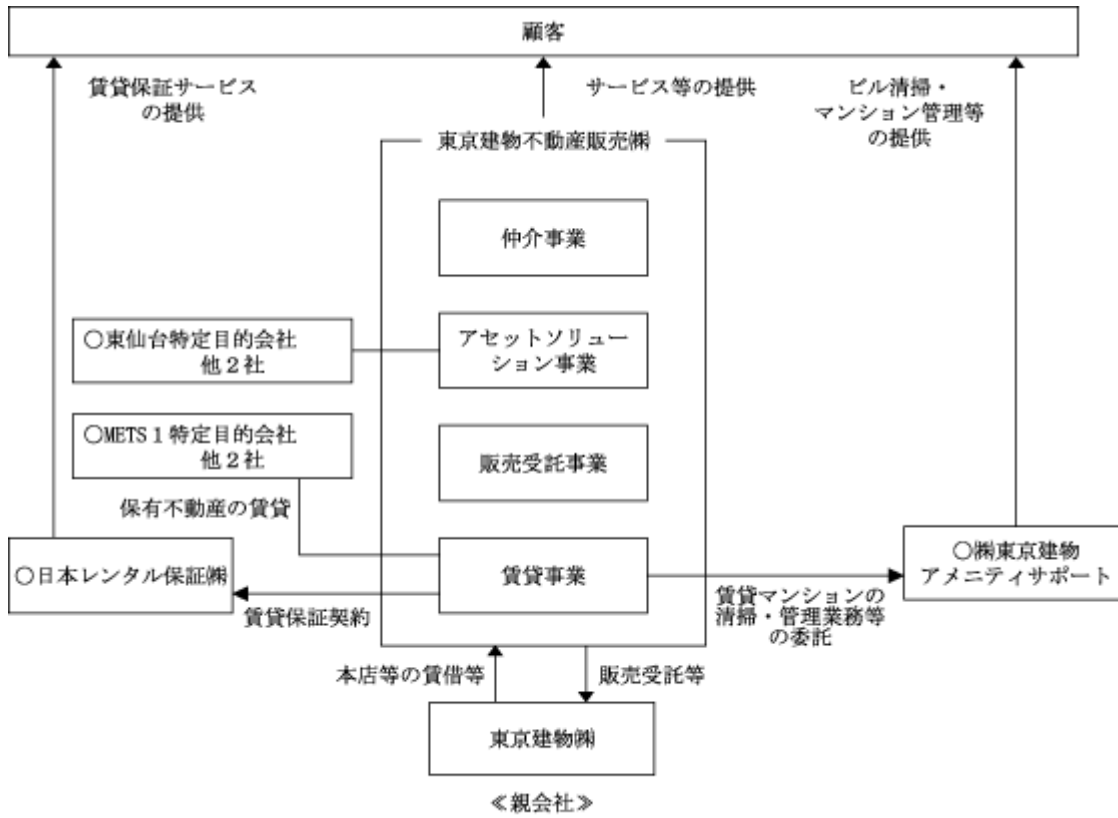 顧客
賃貸保証サービス
の提供
サービス等の提供
ビル清掃・
マンション管理等
の提供
東京建物不動産販売㈱
仲介事業
○東仙台特定目的会社
他2社
アセットソリュー
ション事業
○METS1特定目的会社
他2社
販売受託事業
保有不動産の賃貸
○日本レンタル保証㈱
賃貸事業
○㈱東京建物
アメニティサポート
賃貸保証契約
賃貸マンションの
清掃・管理業務等
の委託
本店等の賃借等
販売受託等
東京建物㈱
≪親会社≫